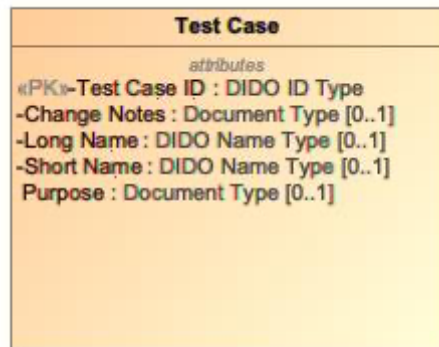 Test Case
attributes
«PK»-Test Case ID : DIDO ID Type
-Change Notes : Document Type [0..1]
-Long Name : DIDO Name Type [0..1]
-Short Name : DIDO Name Type [0..1]
Purpose : Document Type [0..1]